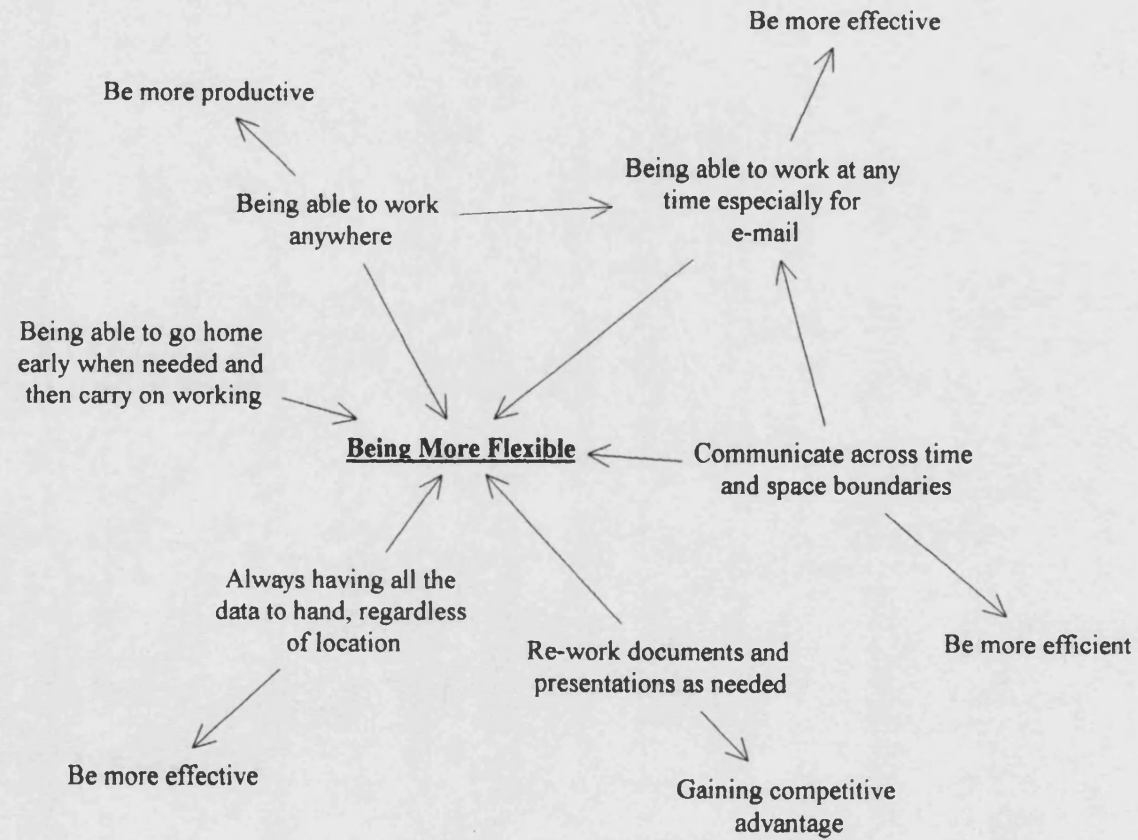 Be more effective
Be more productive
Being able to work at any
time especially for
e-mail
Being able to work
anywhere
Being able to go home
early when needed and
then carry on working
Being More Flexible
Communicate across time
and space boundaries
Always having all the
data to hand, regardless
of location
Re-work documents and
presentations as needed
Be more efficient
Be more effective
Gaining competitive
advantage